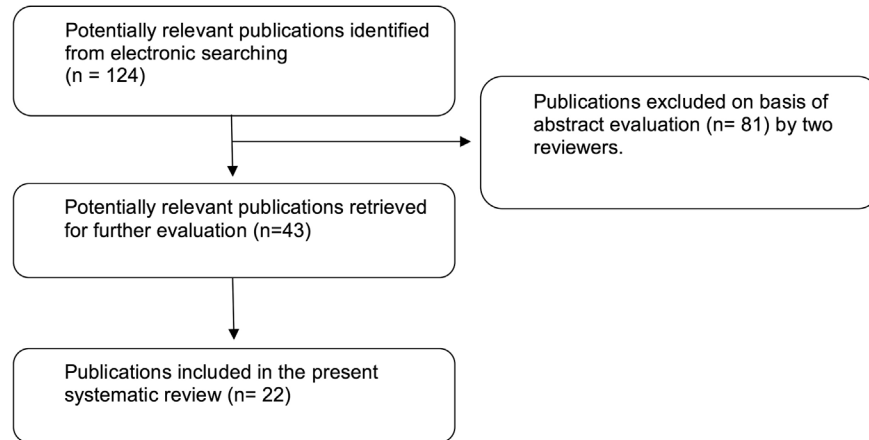 Potentially relevant publications identified
from electronic searching
(n = 124)
Publications excluded on basis of
abstract evaluation (n= 81) by two
reviewers.
Potentially relevant publications retrieved
for further evaluation (n=43)
Publications included in the present
systematic review (n= 22)